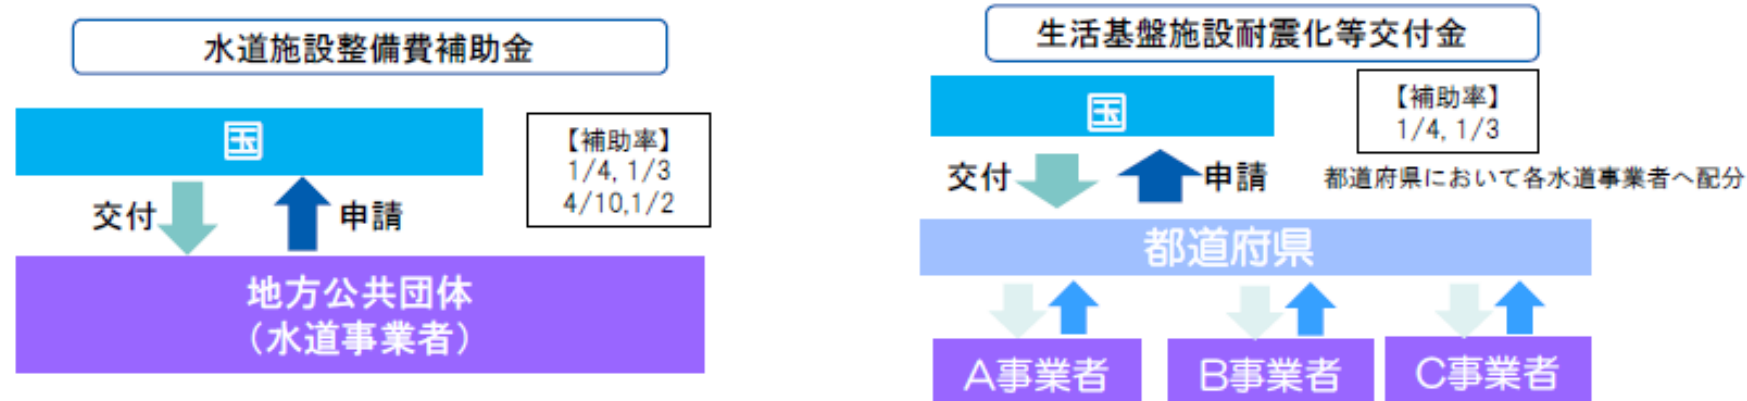 水道施設整備費補助金
国
【補助率】
1/4, 1/3
4/10,1/2
交付
申請
地方公共団体
（水道事業者）
生活基盤施設耐震化等交付金
国
【補助率】
1/4, 1/3
交付
申請
都道府県において各水道事業者へ配分
都道府県
A事業者
B事業者
C事業者